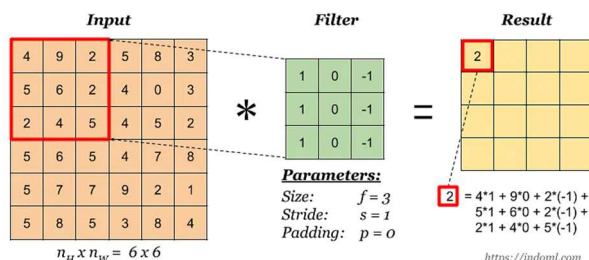 Input Filter Result
4 9 2 5 8 3
5 6 2 4 0 3
2 4 5 4 5 2
5 6 5 4 7 8
5 7 7 9 2 1
5 8 5 3 8 4
n_H x n_W = 6 x 6
*
1 0 -1
1 0 -1
1 0 -1
Parameters:
Size: f = 3
Stride: s = 1
Padding: p = 0
=
2
2 = 4*1 + 9*0 + 2*(-1) +
5*1 + 6*0 + 2*(-1) +
2*1 + 4*0 + 5*(-1)
https://indoml.com